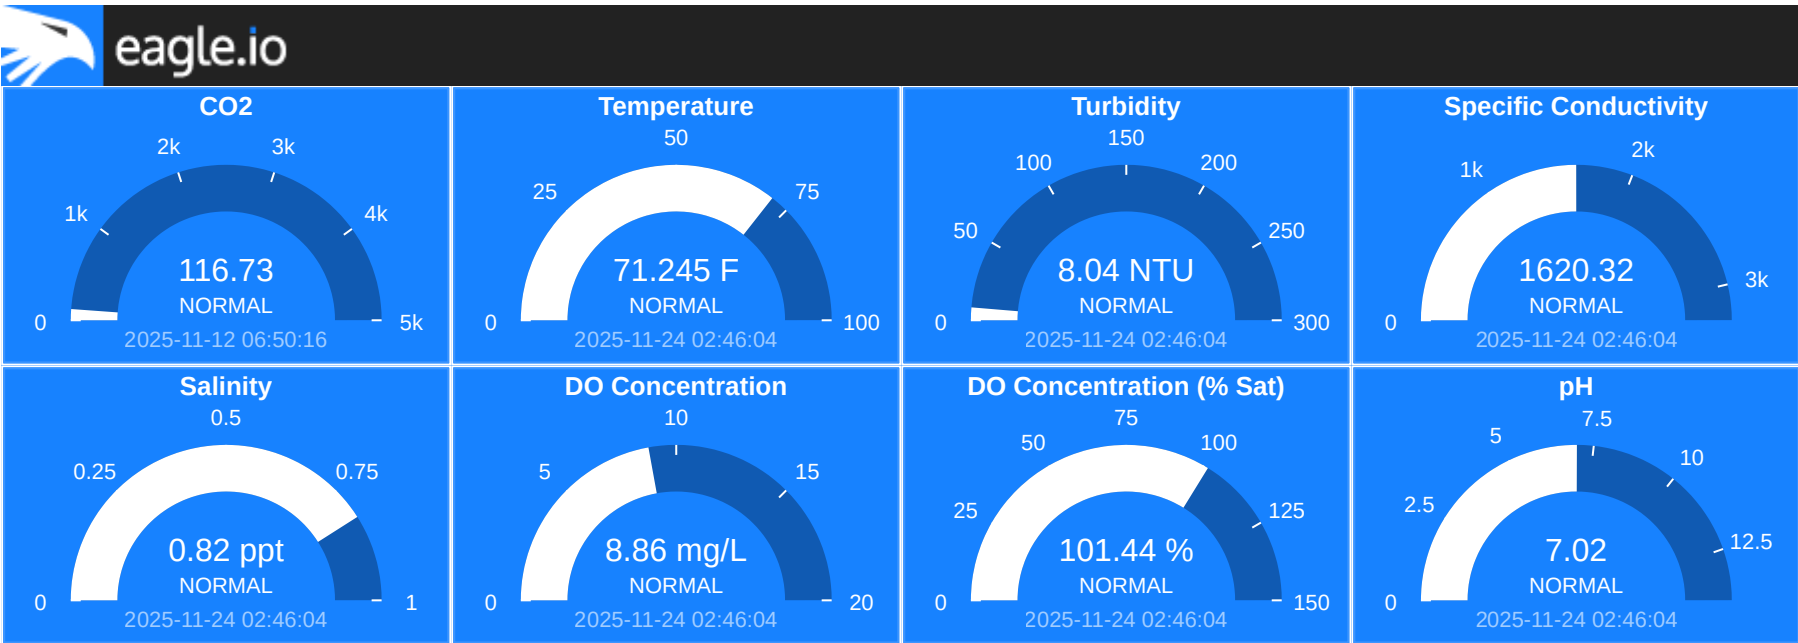 eagle.io
CO2
0
1k
2k
3k
4k
5k
116.73
NORMAL
2025-11-12 06:50:16
Temperature
0
25
50
75
100
71.245 F
NORMAL
2025-11-24 02:46:04
Turbidity
0
50
100
150
200
250
300
8.04 NTU
NORMAL
2025-11-24 02:46:04
Specific Conductivity
0
1k
2k
3k
1620.32
NORMAL
2025-11-24 02:46:04
Salinity
0
0.25
0.5
0.75
1
0.82 ppt
NORMAL
2025-11-24 02:46:04
DO Concentration
0
5
10
15
20
8.86 mg/L
NORMAL
2025-11-24 02:46:04
DO Concentration (% Sat)
0
25
50
75
100
125
150
101.44 %
NORMAL
2025-11-24 02:46:04
pH
0
2.5
5
7.5
10
12.5
7.02
NORMAL
2025-11-24 02:46:04